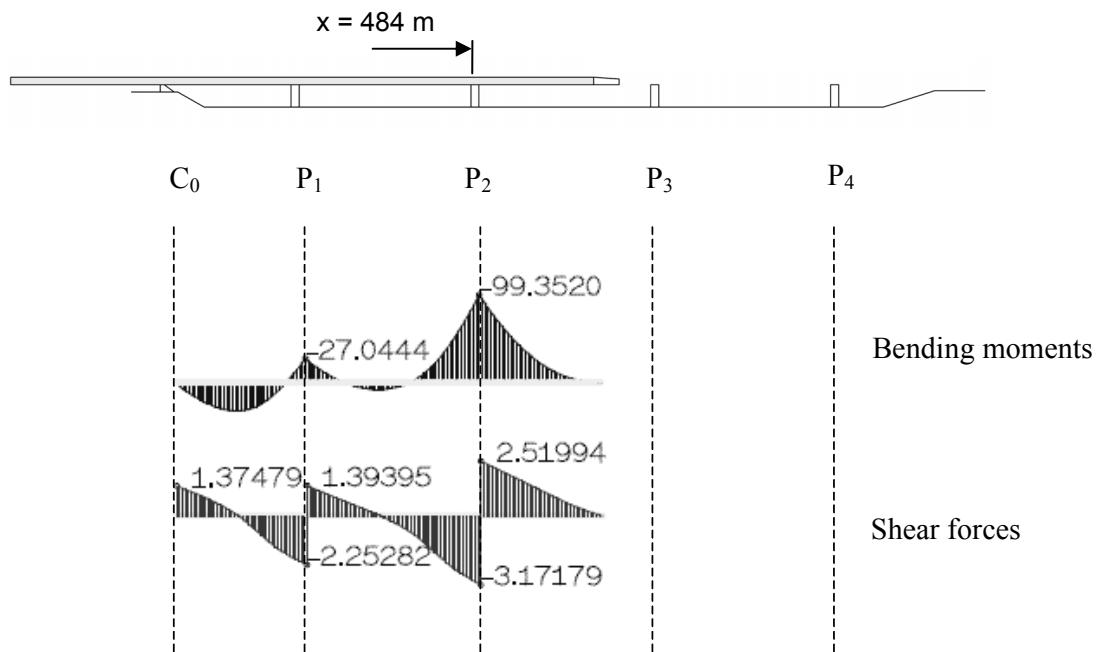 x = 484 m
C₀ P₁ P₂ P₃ P₄
-99.3520
-27.0444
Bending moments
2.51994
1.37479 1.39395
Shear forces
-2.25282
-3.17179